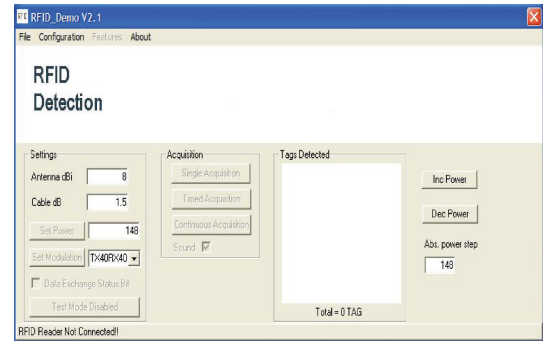 RFID_Demo V2.1
File Configuration Features About
RFID
Detection
Settings
Antenna dBi 8
Cable dB 1.5
Set Power 148
Set Modulation TX40RX40
Data Exchange Status Bit
Test Mode Disabled
Acquisition
Single Acquisition
Timed Acquisition
Continuous Acquisition
Sound
Tags Detected
Total = 0 TAG
Inc Power
Dec Power
Abs. power step
148
RFID Reader Not Connected!!